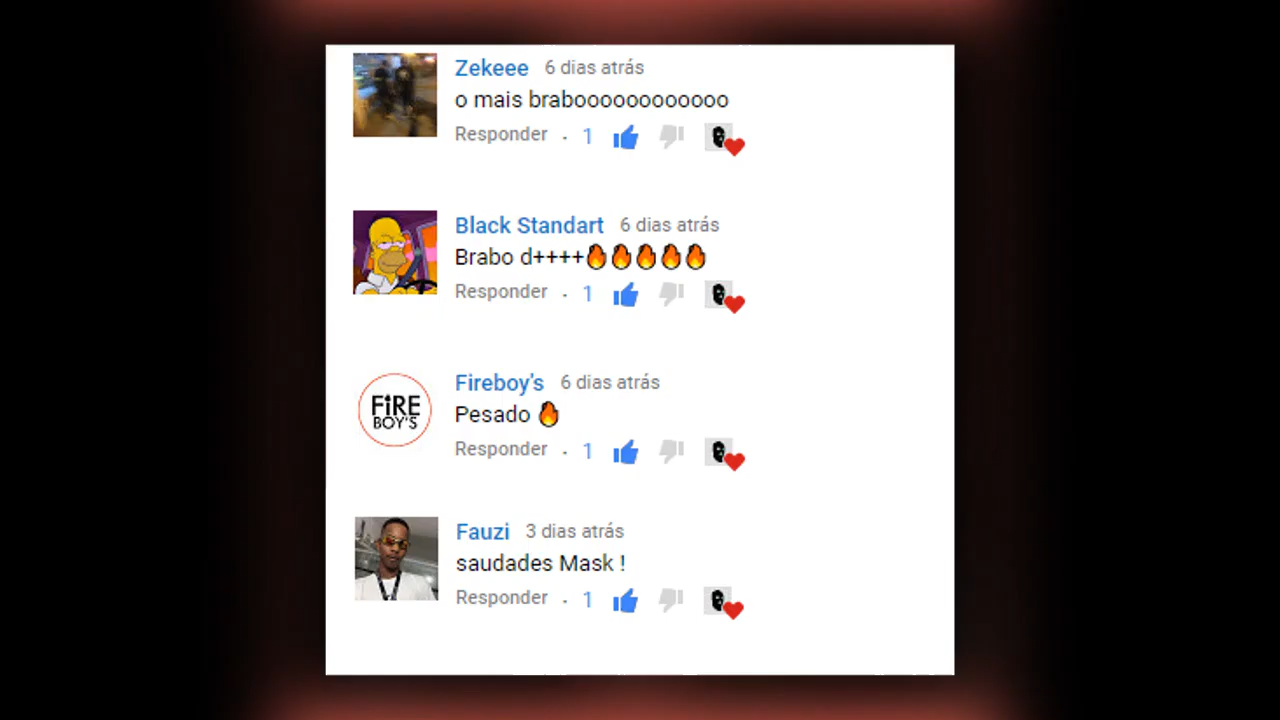 Zekeee 6 dias atrás
o mais braboooooooooooo
Responder . 1
Black Standart 6 dias atrás
Brabo d++++🔥🔥🔥🔥🔥
Responder . 1
Fireboy's 6 dias atrás
FiRE
BOY'S
Pesado 🔥
Responder . 1
Fauzi 3 dias atrás
saudades Mask !
Responder . 1